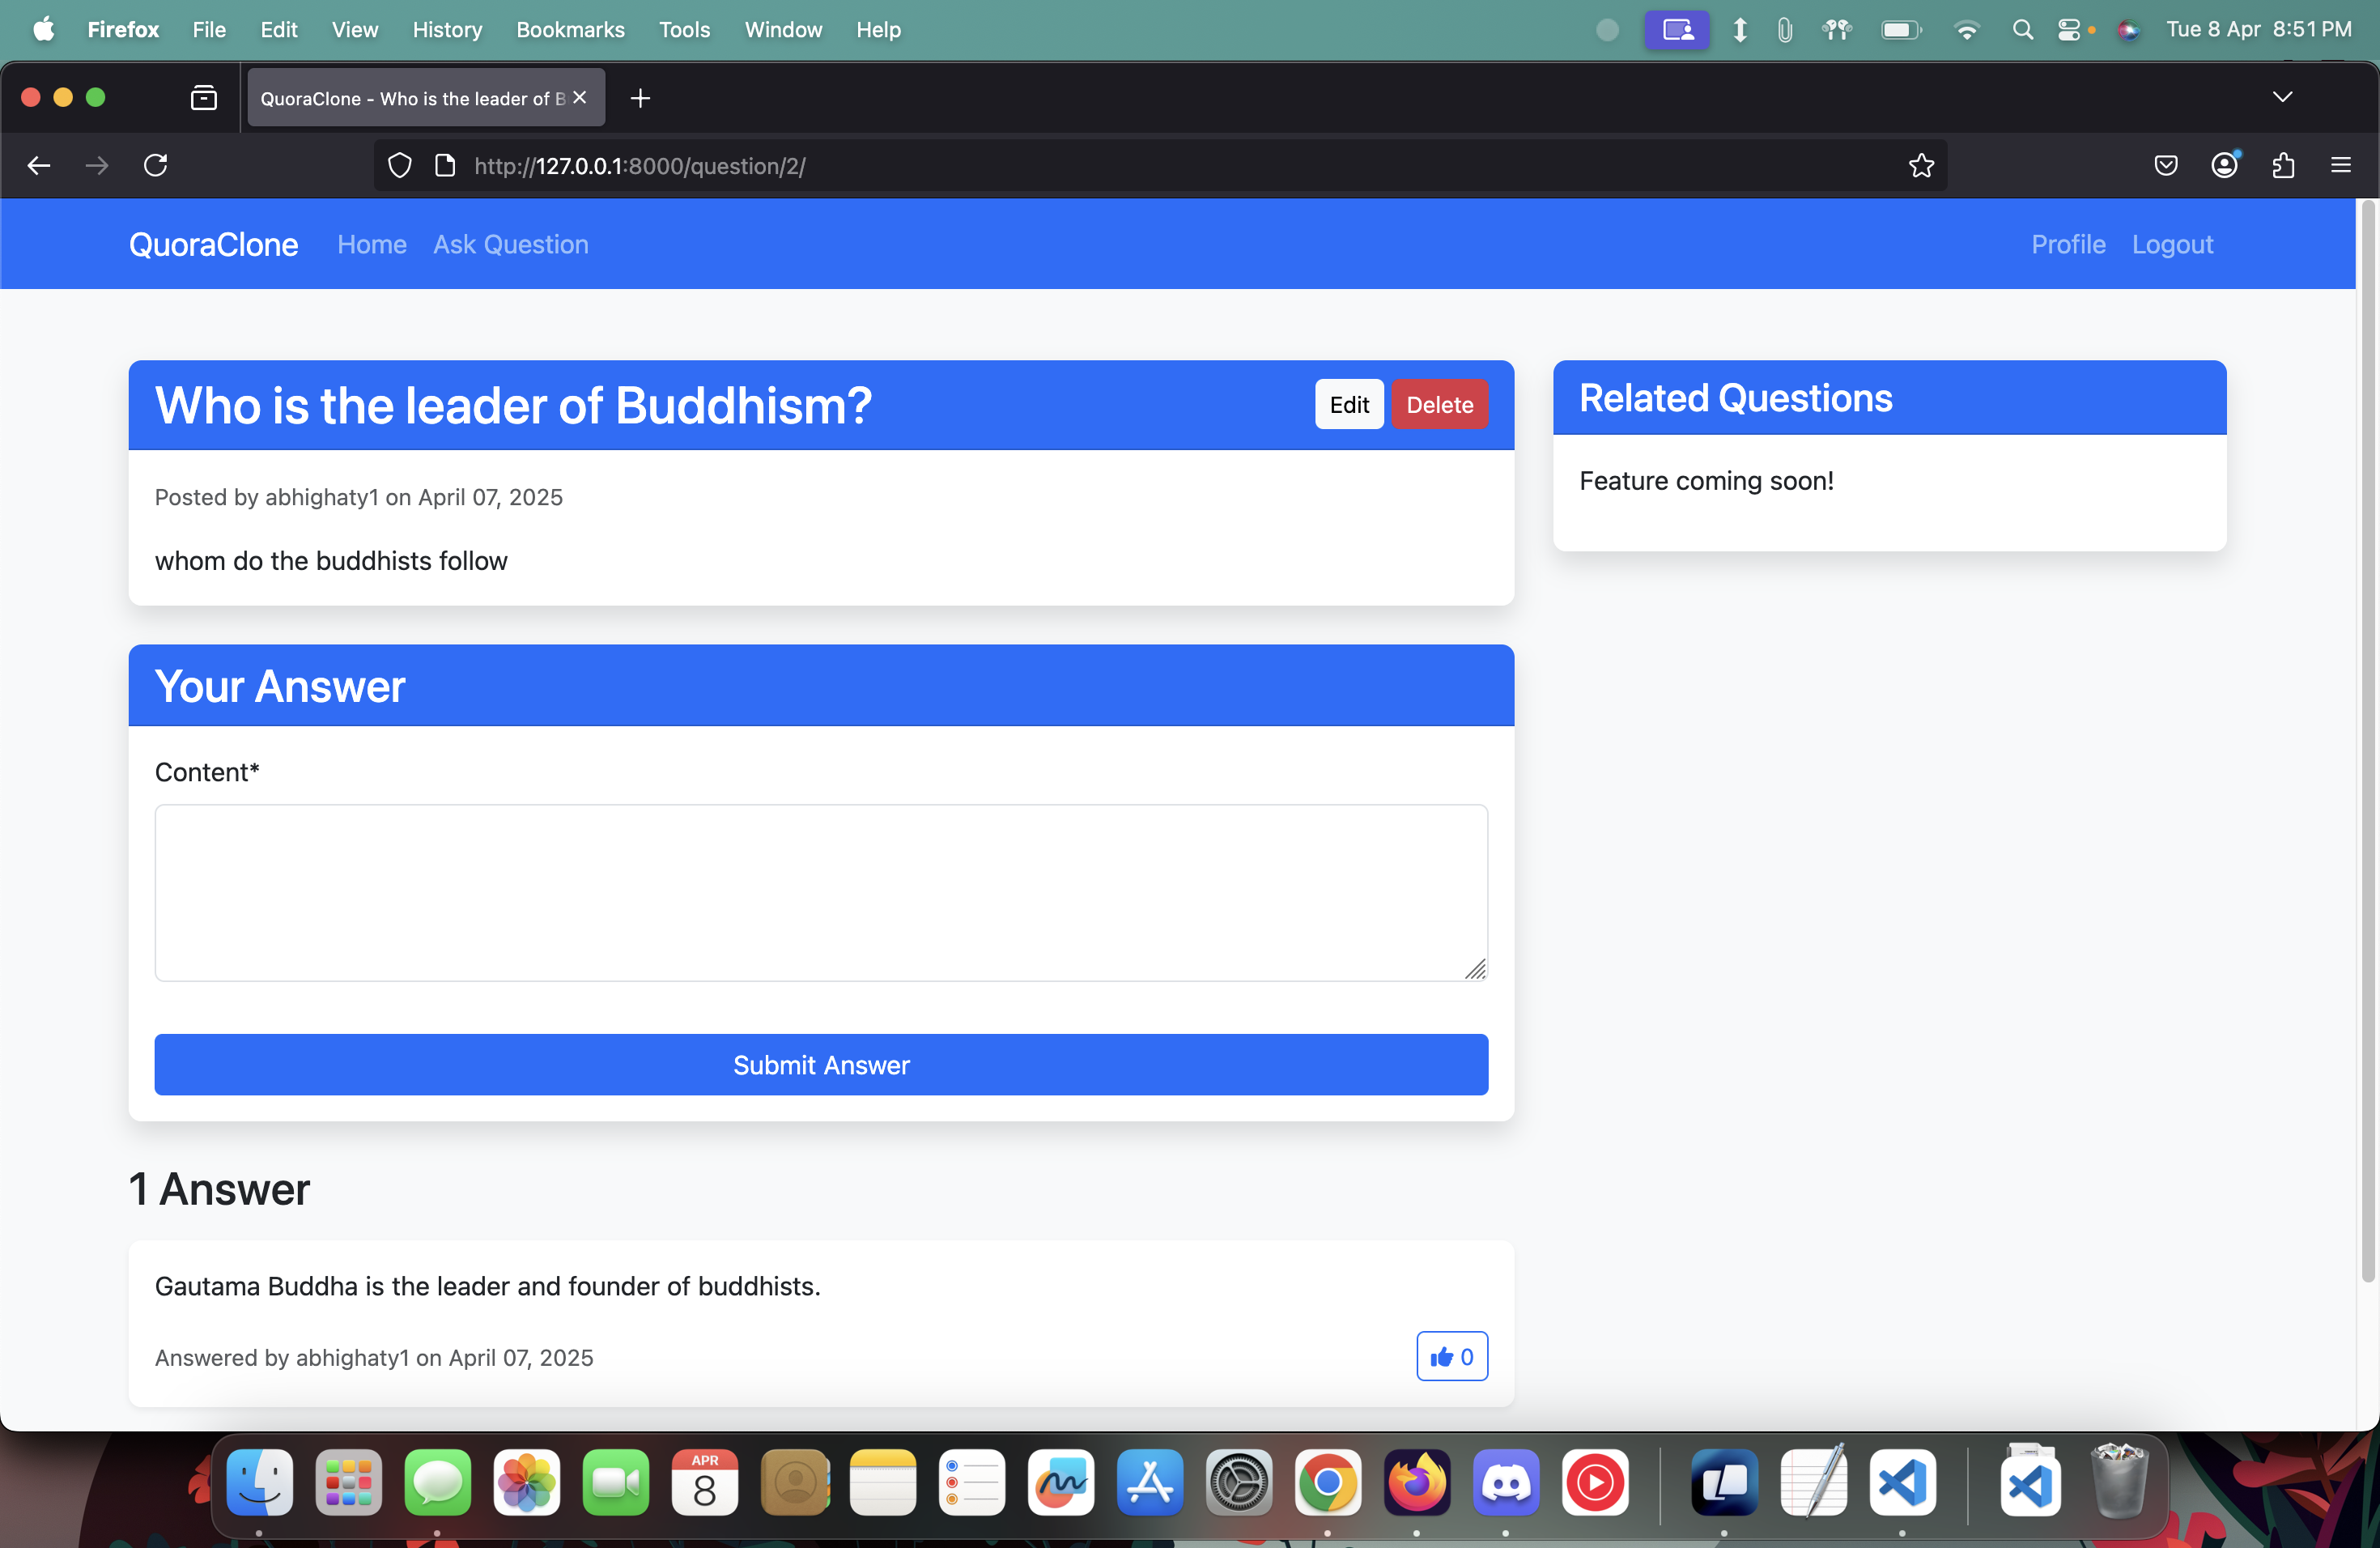 Firefox File Edit View History Bookmarks Tools Window Help Tue 8 Apr 8:51 PM
QuoraClone - Who is the leader of B
http://127.0.0.1:8000/question/2/
QuoraClone Home Ask Question Profile Logout
Who is the leader of Buddhism? Edit Delete
Posted by abhighaty1 on April 07, 2025
whom do the buddhists follow
Related Questions
Feature coming soon!
Your Answer
Content*
Submit Answer
1 Answer
Gautama Buddha is the leader and founder of buddhists.
Answered by abhighaty1 on April 07, 2025
0
APR
8